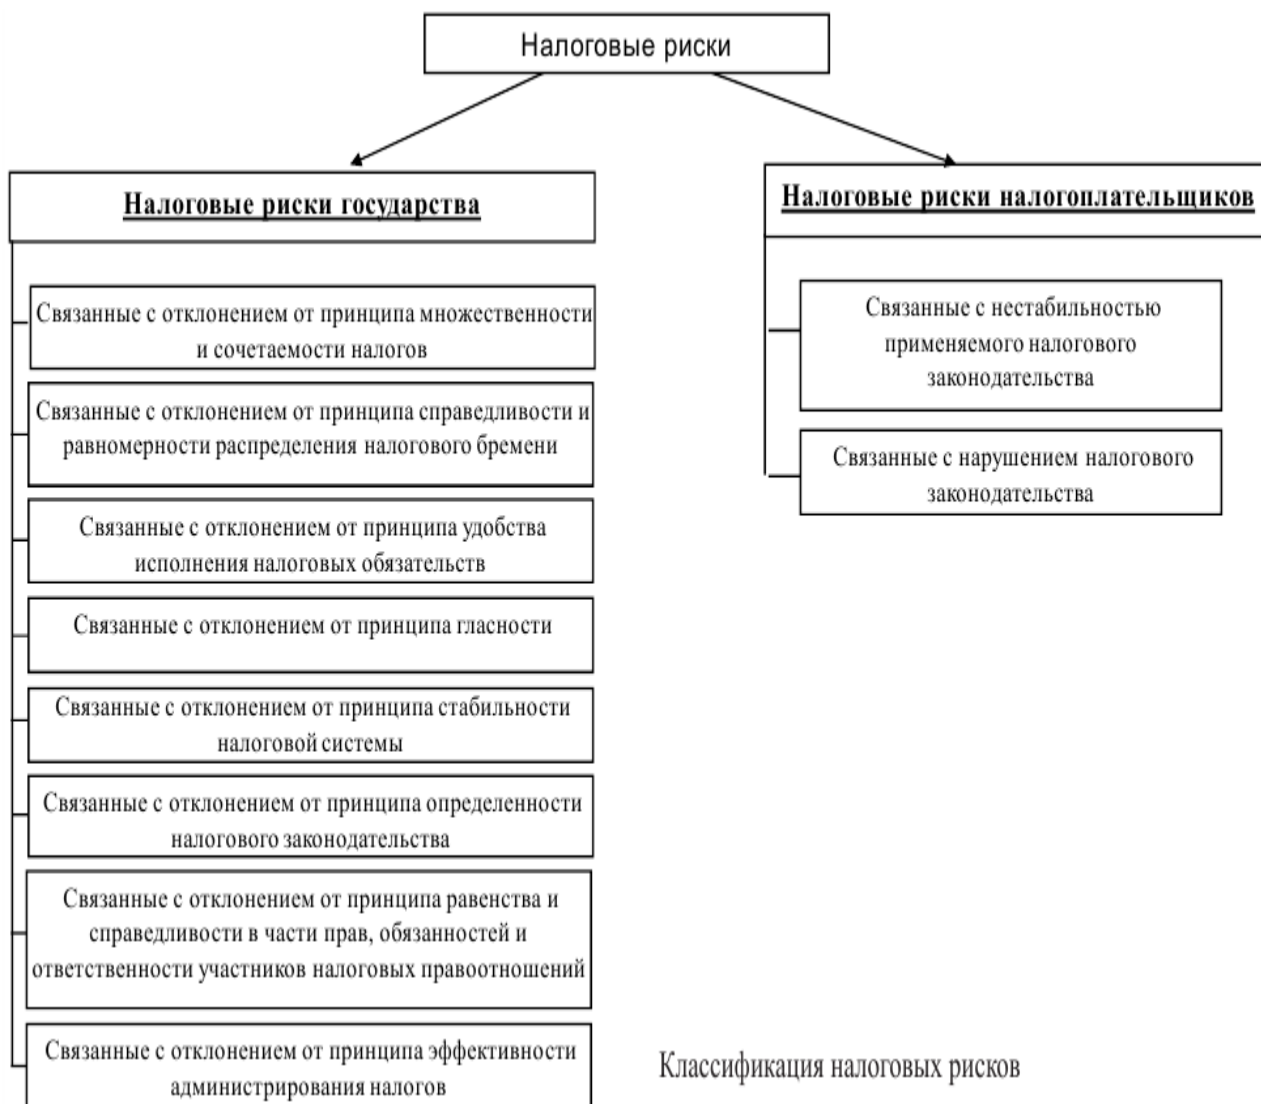 Налоговые риски
Налоговые риски государства
Связанные с отклонением от принципа множественности
и сочетаемости налогов
Связанные с отклонением от принципа справедливости и
равномерности распределения налогового бремени
Связанные с отклонением от принципа удобства
исполнения налоговых обязательств
Связанные с отклонением от принципа гласности
Связанные с отклонением от принципа стабильности
налоговой системы
Связанные с отклонением от принципа определенности
налогового законодательства
Связанные с отклонением от принципа равенства и
справедливости в части прав, обязанностей и
ответственности участников налоговых правоотношений
Связанные с отклонением от принципа эффективности
администрирования налогов
Налоговые риски налогоплательщиков
Связанные с нестабильностью
применяемого налогового
законодательства
Связанные с нарушением налогового
законодательства
Классификация налоговых рисков